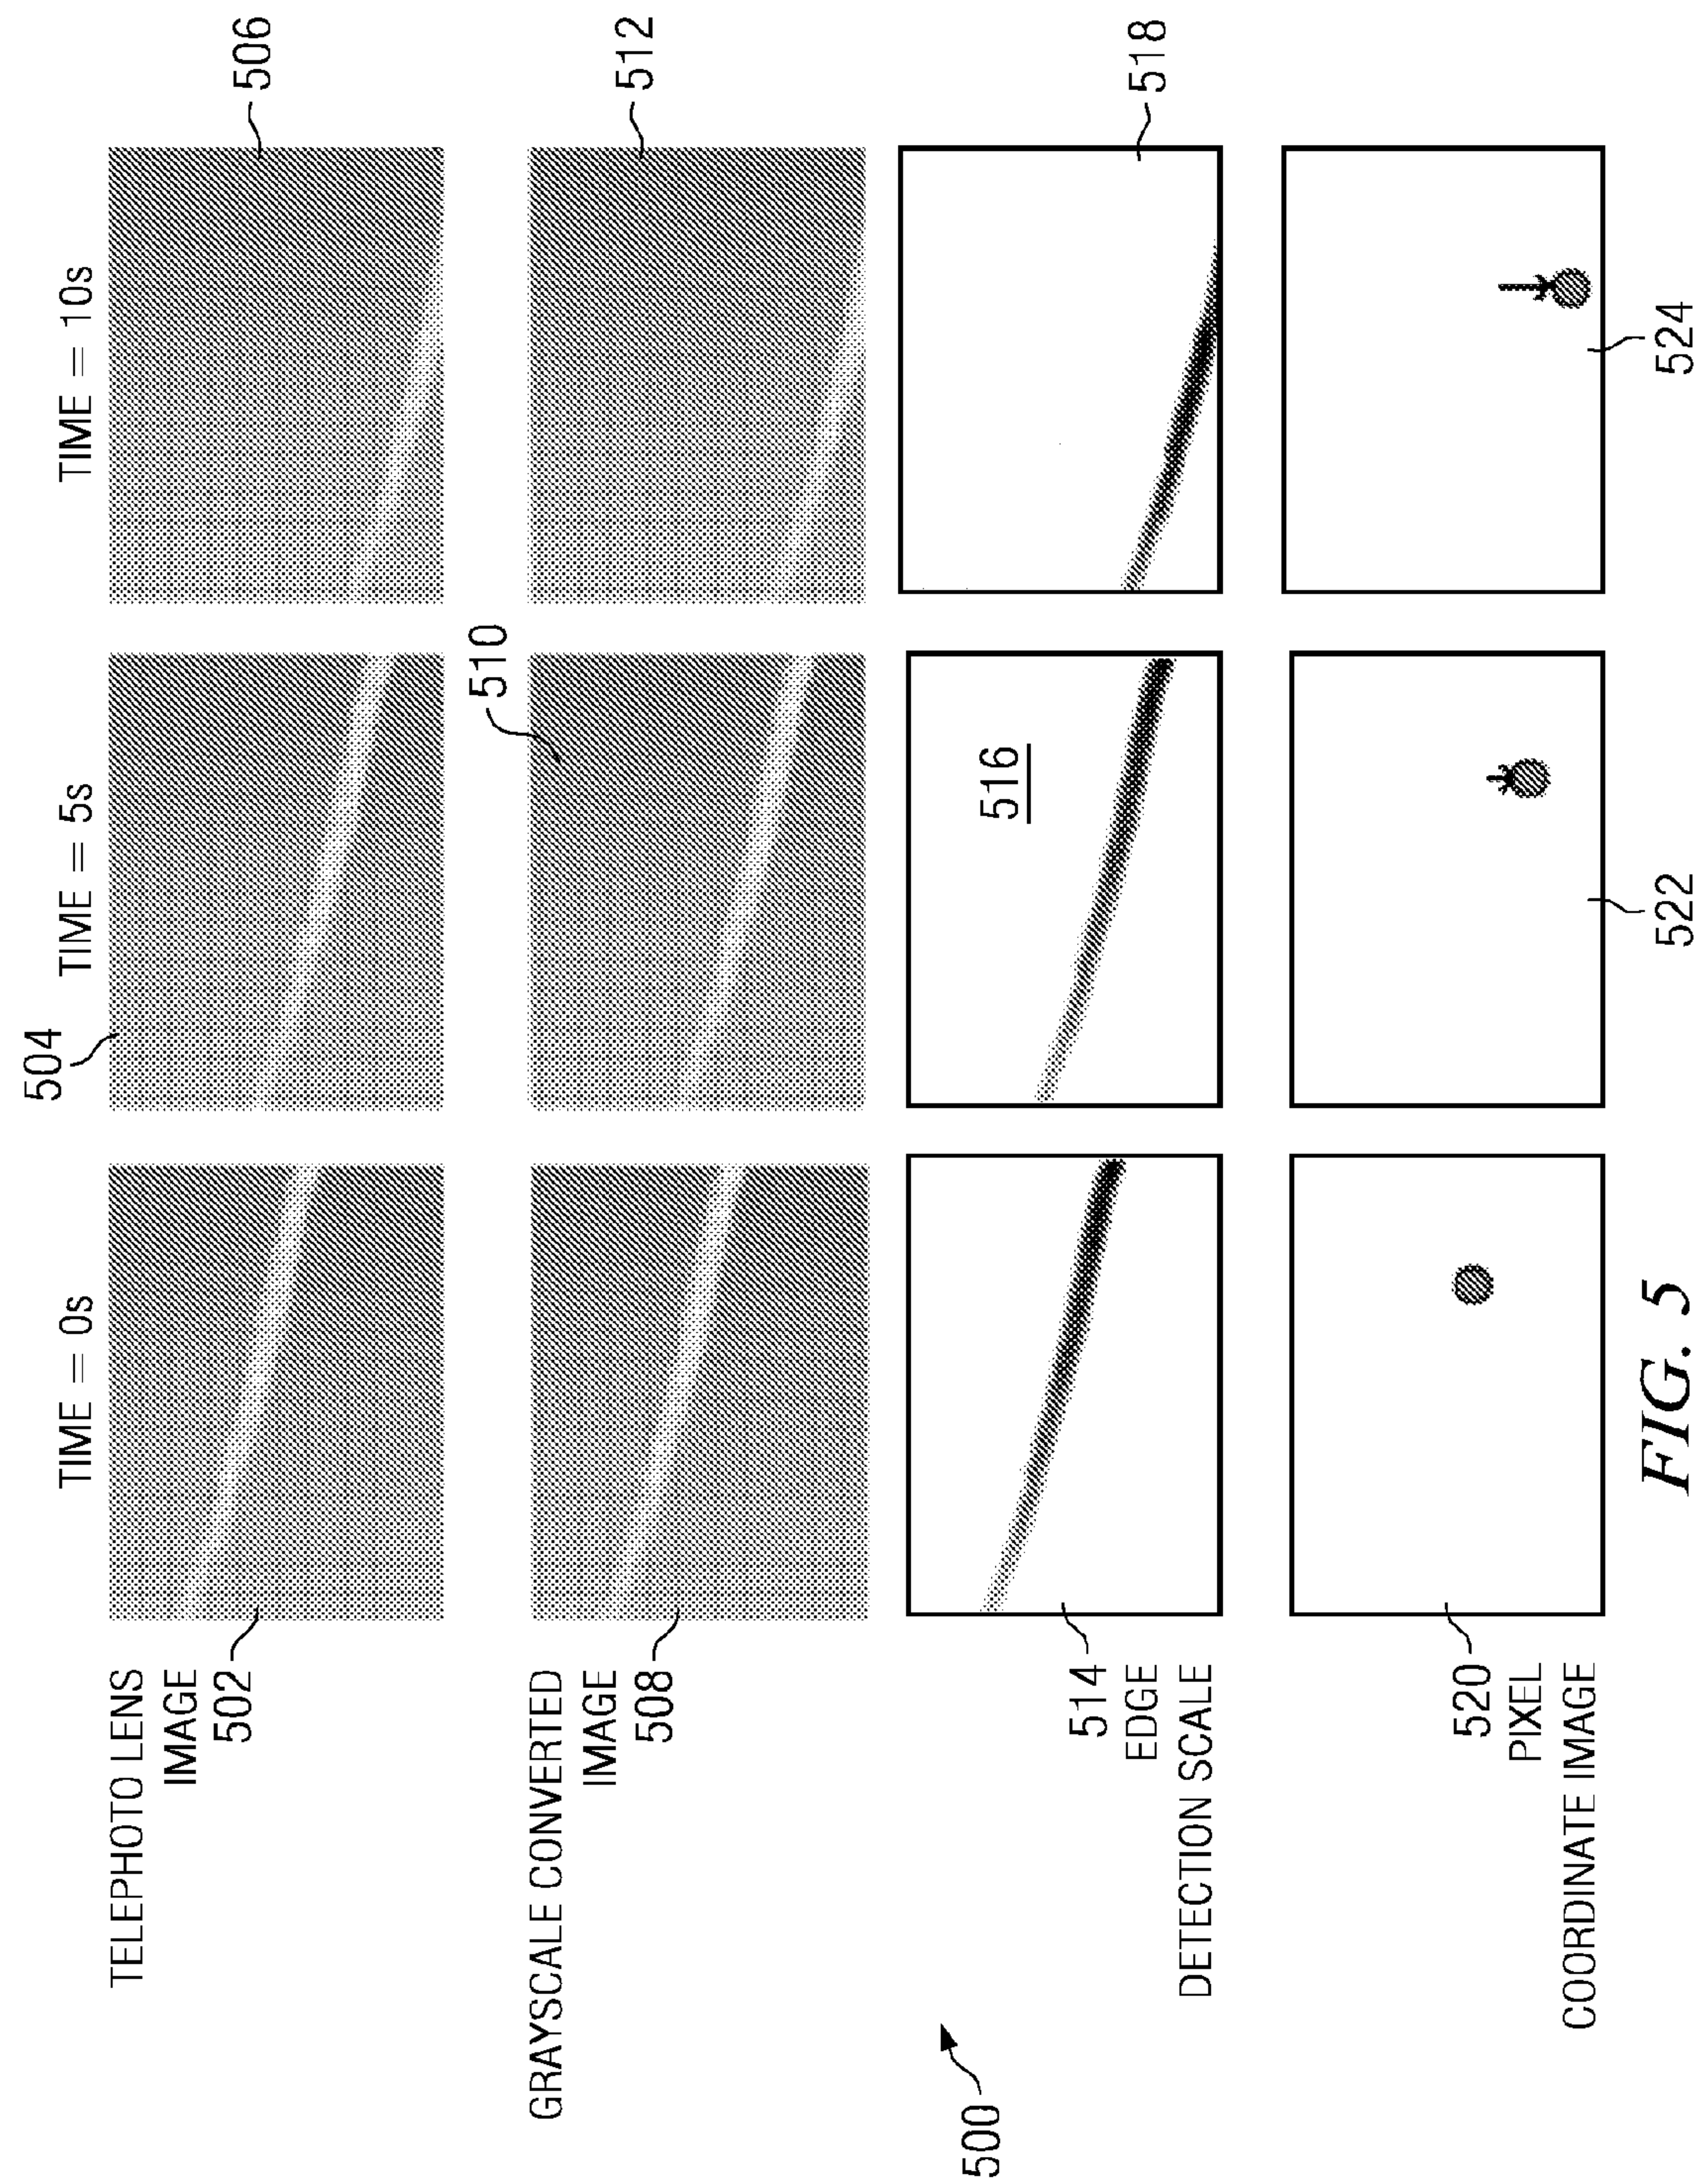 TIME = 0s
504
TIME = 5s
TIME = 10s
TELEPHOTO LENS
IMAGE
502
506
GRAYSCALE CONVERTED
IMAGE
508
510
512
514
EDGE
DETECTION SCALE
516
518
520
PIXEL
COORDINATE IMAGE
522
524
500
FIG. 5